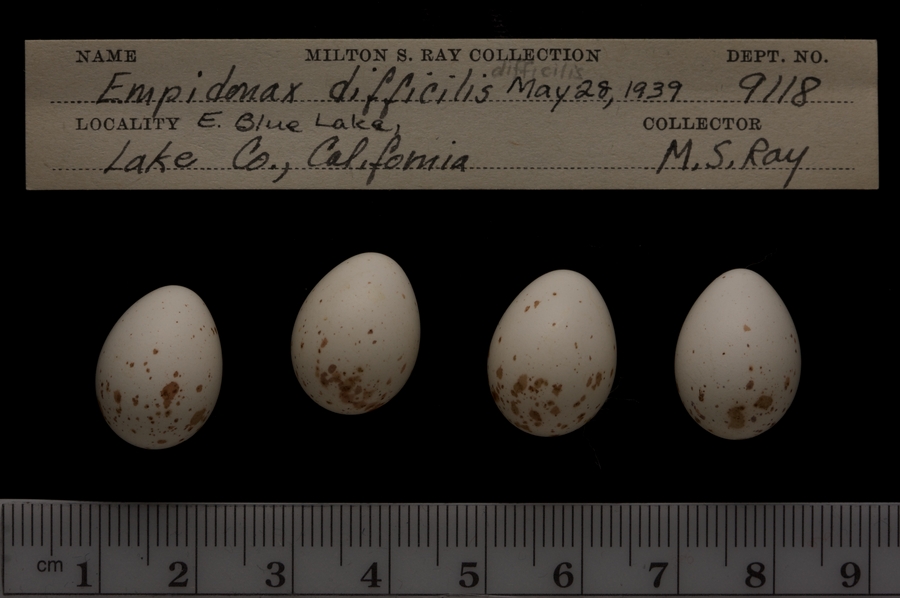 NAME MILTON S. RAY COLLECTION DEPT. NO.
difficilis
Empidonax difficilis May 28, 1939 9118
LOCALITY E. Blue Lake, COLLECTOR
Lake Co., California M. S. Ray
cm 1 2 3 4 5 6 7 8 9